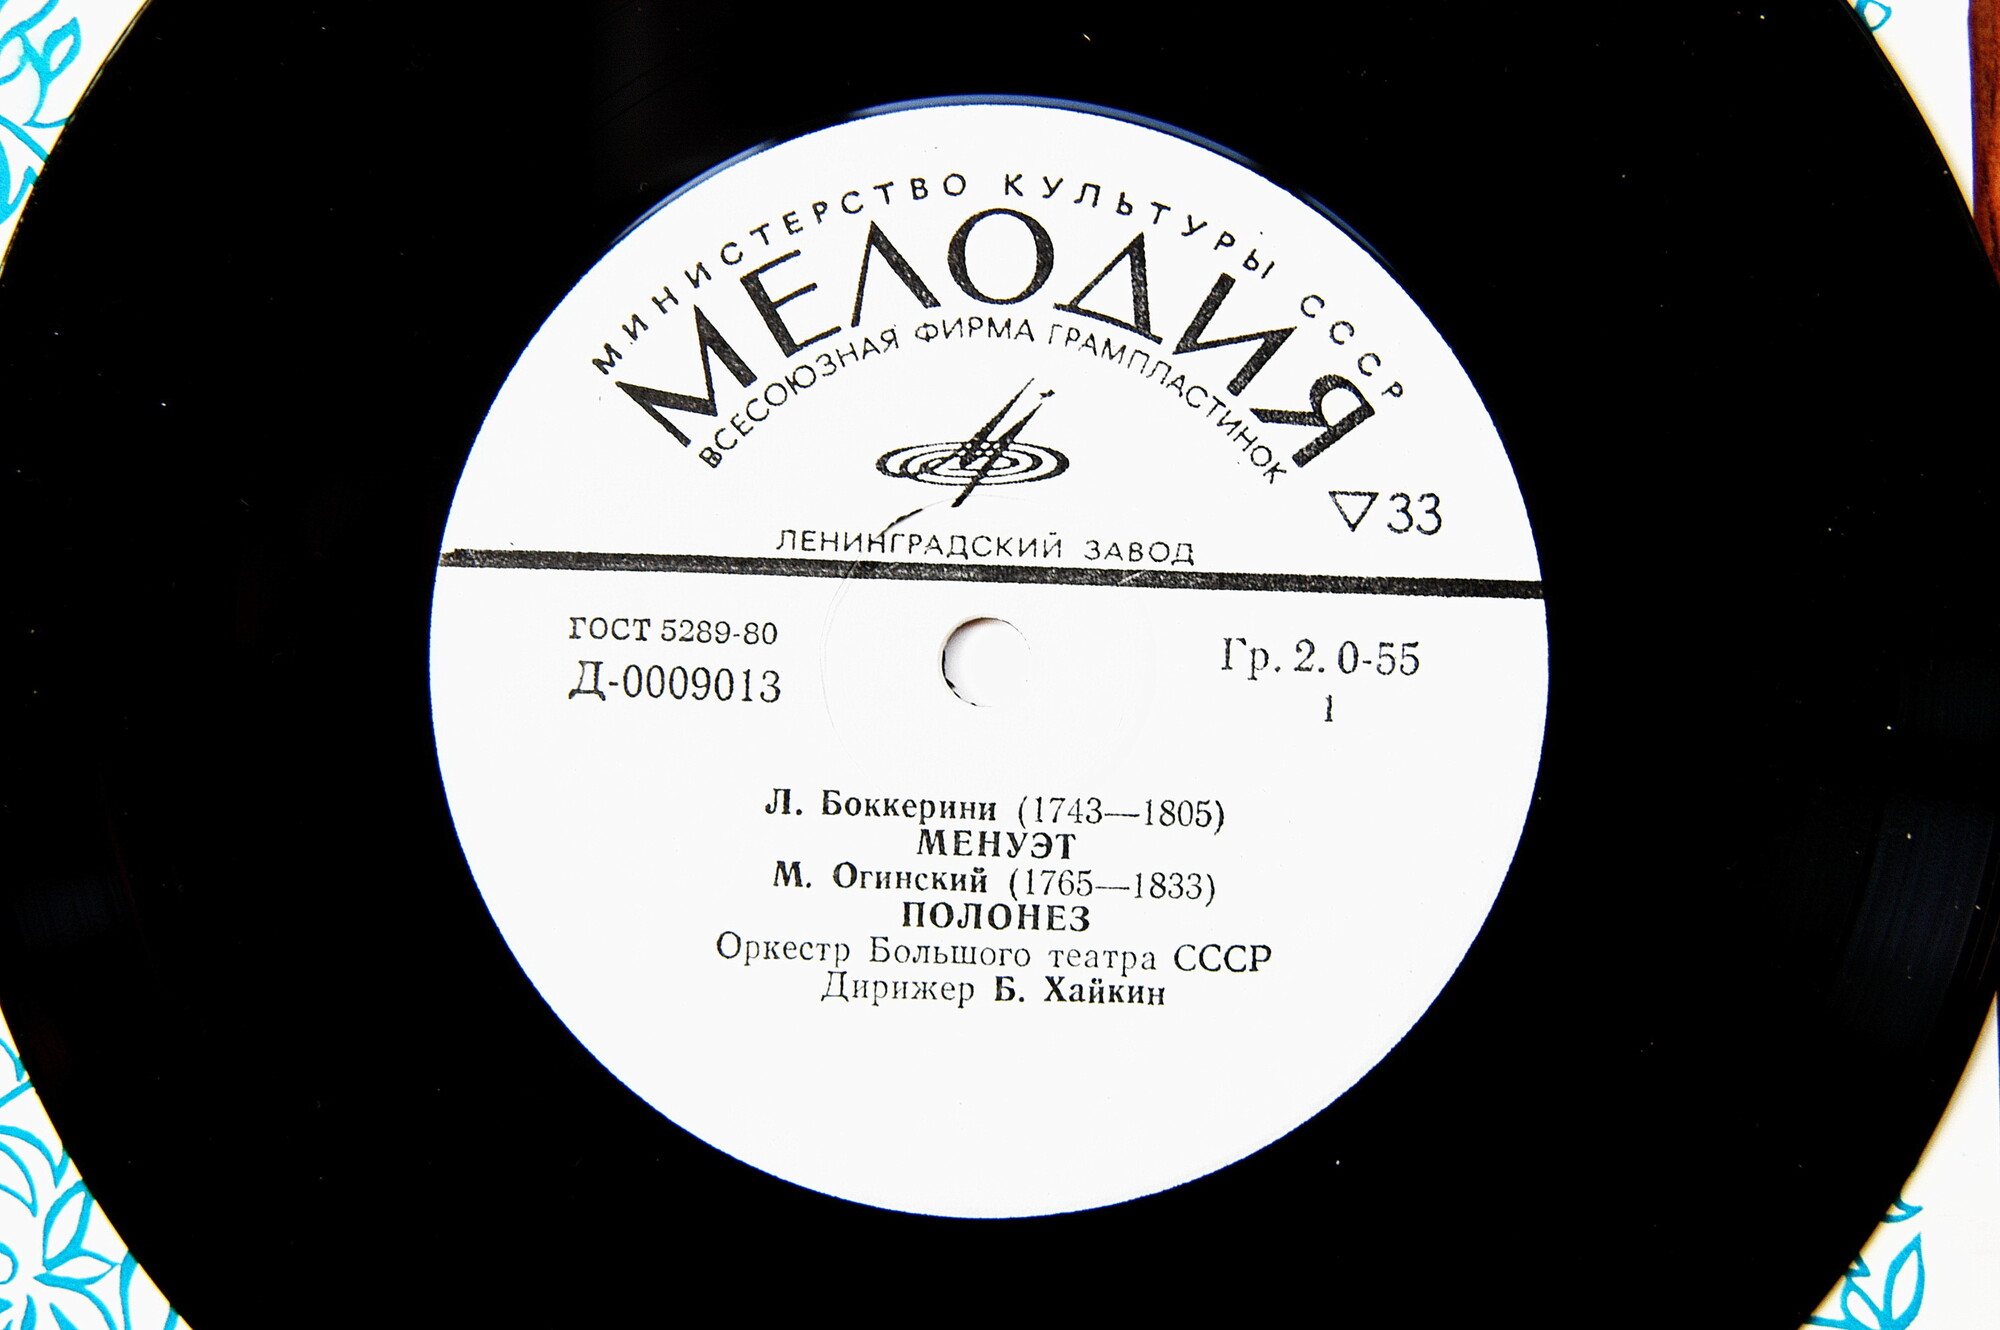 МИНИСТЕРСТВО КУЛЬТУРЫ СССР
МЕЛОДИЯ
ВСЕСОЮЗНАЯ ФИРМА ГРАМПЛАСТИНОК
▽33
ЛЕНИНГРАДСКИЙ ЗАВОД
ГОСТ 5289-80
Д-0009013
Гр. 2. 0-55
1
Л. Боккерини (1743—1805)
МЕНУЭТ
М. Огинский (1765—1833)
ПОЛОНЕЗ
Оркестр Большого театра СССР
Дирижер Б. Хайкин